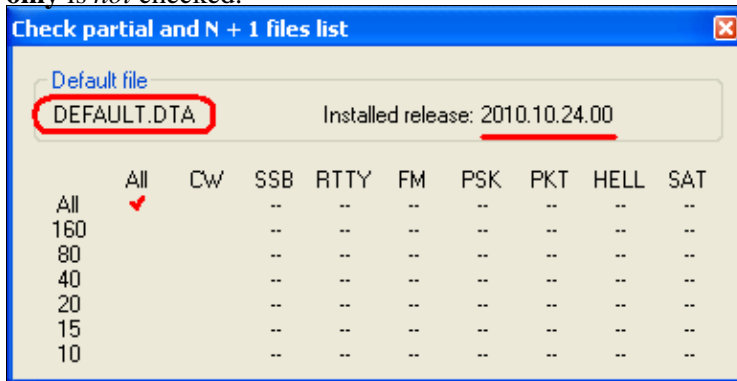 only is not checked.
Check partial and N + 1 files list
Default file
DEFAULT.DTA Installed release: 2010.10.24.00
All CW SSB RTTY FM PSK PKT HELL SAT
All -- -- -- -- -- -- --
160 -- -- -- -- -- -- --
80 -- -- -- -- -- -- --
40 -- -- -- -- -- -- --
20 -- -- -- -- -- -- --
15 -- -- -- -- -- -- --
10 -- -- -- -- -- -- --